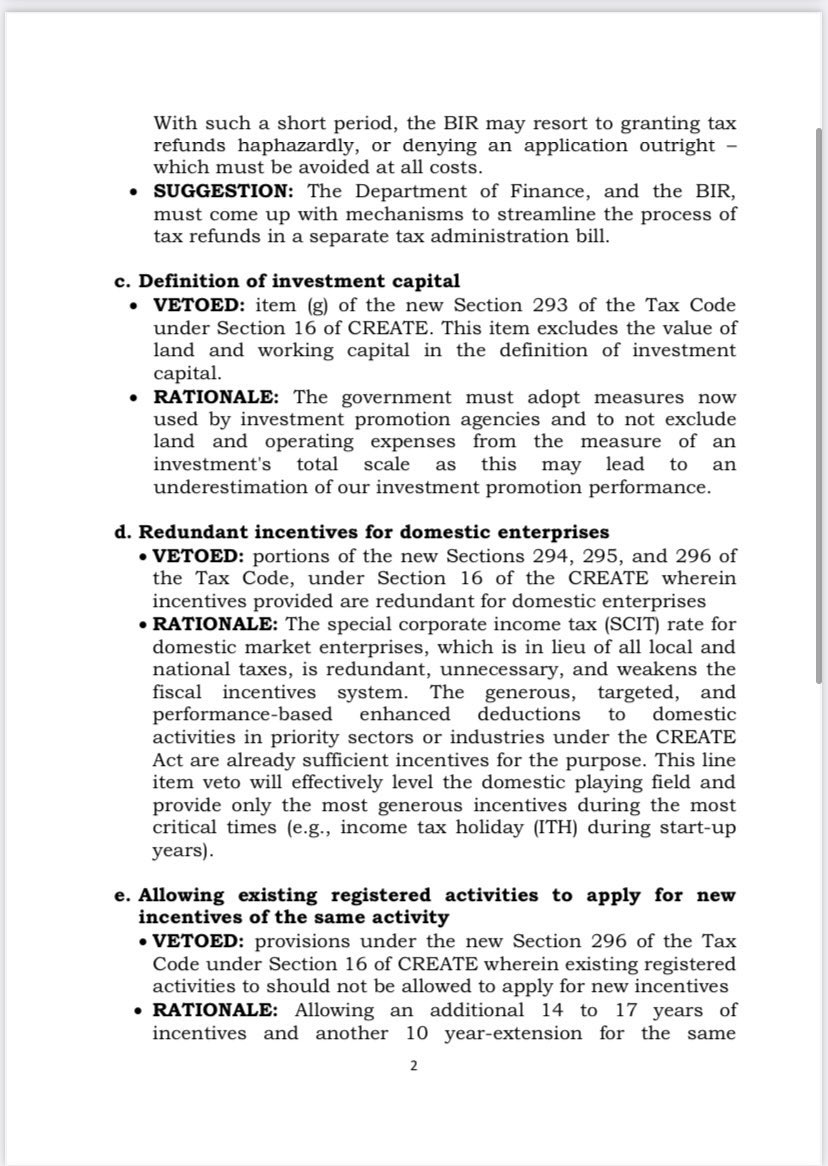 With such a short period, the BIR may resort to granting tax
refunds haphazardly, or denying an application outright –
which must be avoided at all costs.
• SUGGESTION: The Department of Finance, and the BIR,
must come up with mechanisms to streamline the process of
tax refunds in a separate tax administration bill.
c. Definition of investment capital
• VETOED: item (g) of the new Section 293 of the Tax Code
under Section 16 of CREATE. This item excludes the value of
land and working capital in the definition of investment
capital.
• RATIONALE: The government must adopt measures now
used by investment promotion agencies and to not exclude
land and operating expenses from the measure of an
investment's total scale as this may lead to an
underestimation of our investment promotion performance.
d. Redundant incentives for domestic enterprises
• VETOED: portions of the new Sections 294, 295, and 296 of
the Tax Code, under Section 16 of the CREATE wherein
incentives provided are redundant for domestic enterprises
• RATIONALE: The special corporate income tax (SCIT) rate for
domestic market enterprises, which is in lieu of all local and
national taxes, is redundant, unnecessary, and weakens the
fiscal incentives system. The generous, targeted, and
performance-based enhanced deductions to domestic
activities in priority sectors or industries under the CREATE
Act are already sufficient incentives for the purpose. This line
item veto will effectively level the domestic playing field and
provide only the most generous incentives during the most
critical times (e.g., income tax holiday (ITH) during start-up
years).
e. Allowing existing registered activities to apply for new
incentives of the same activity
• VETOED: provisions under the new Section 296 of the Tax
Code under Section 16 of CREATE wherein existing registered
activities to should not be allowed to apply for new incentives
• RATIONALE: Allowing an additional 14 to 17 years of
incentives and another 10 year-extension for the same
2